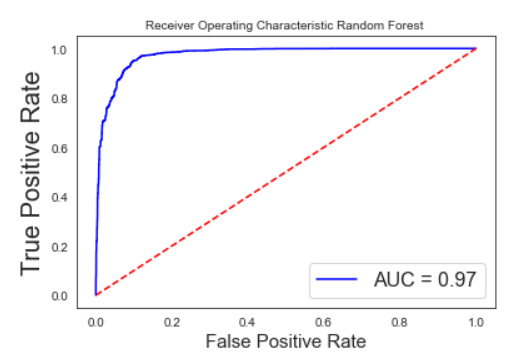 Receiver Operating Characteristic Random Forest
True Positive Rate
1.0
0.8
0.6
0.4
0.2
0.0
AUC = 0.97
0.0 0.2 0.4 0.6 0.8 1.0
False Positive Rate